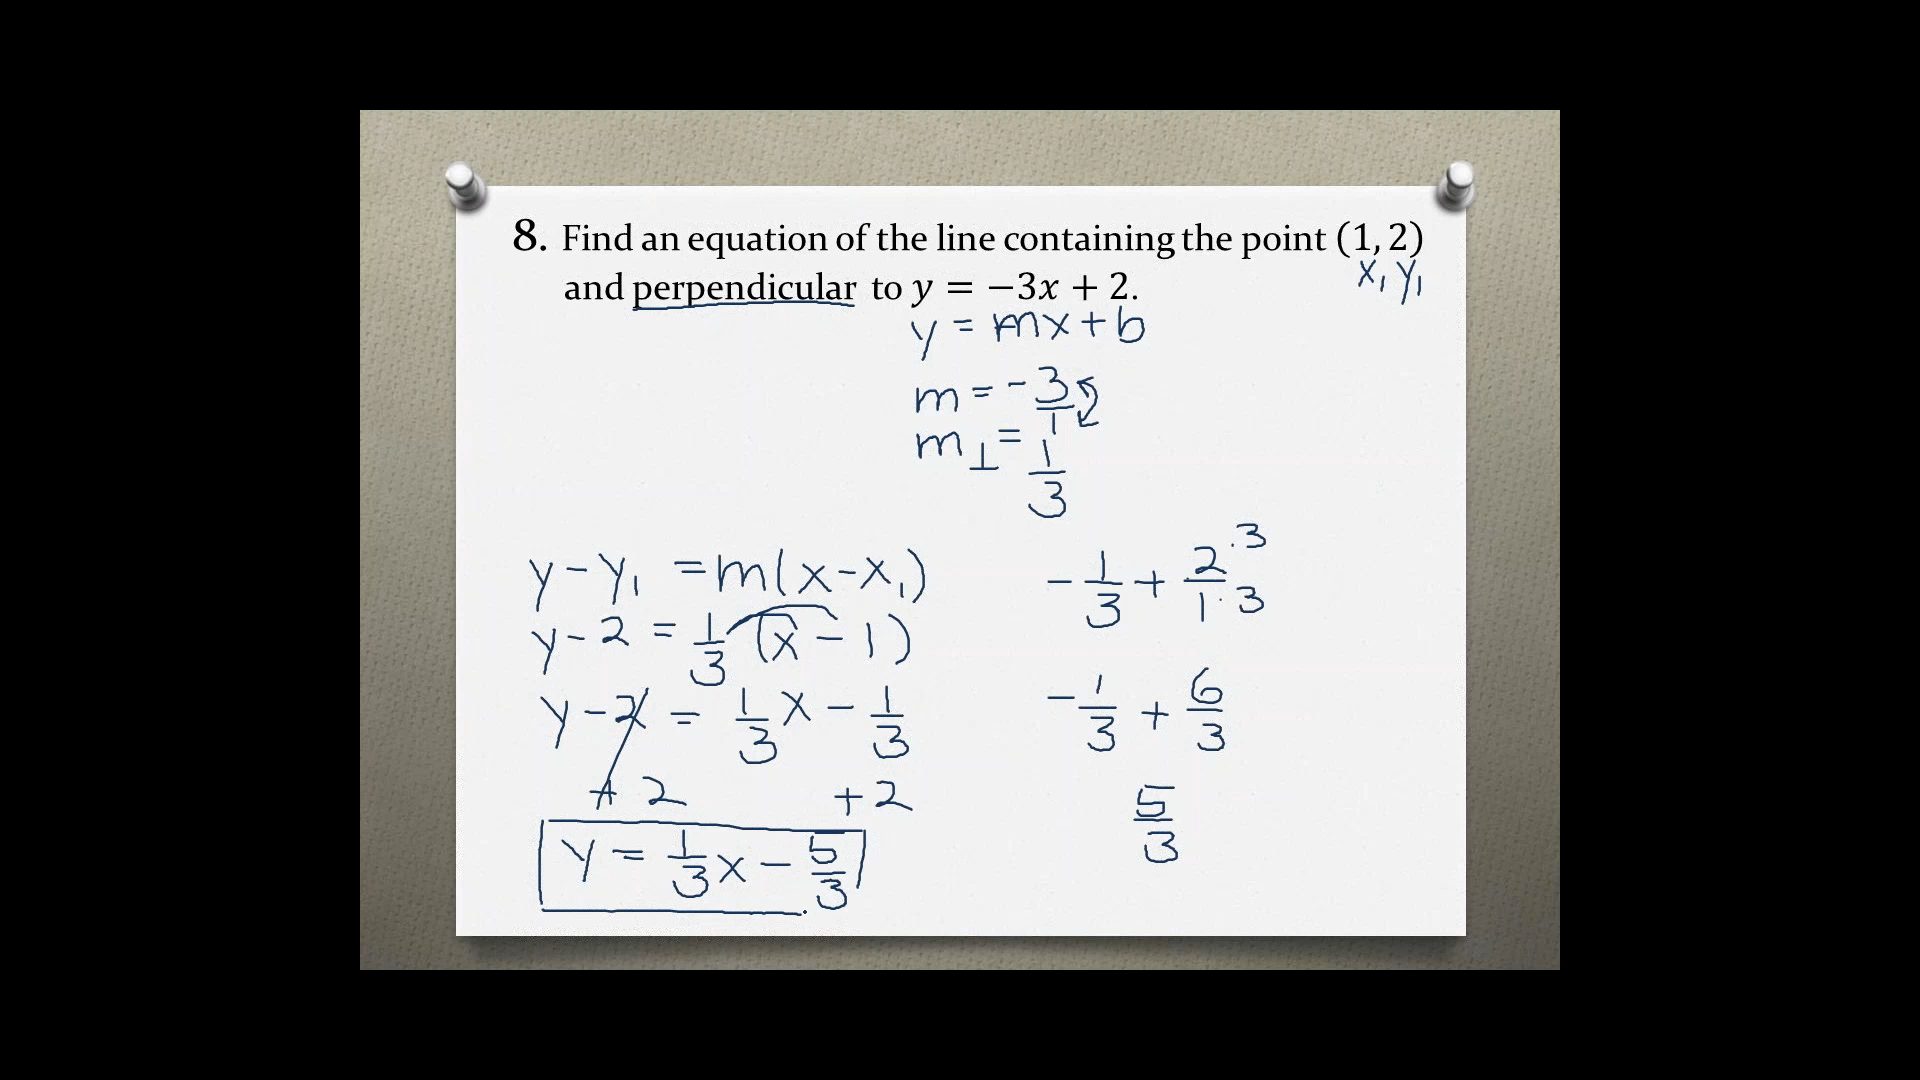 8. Find an equation of the line containing the point (1, 2)
and perpendicular to y = −3x + 2.
x₁ y₁
y = mx + b
m = -3/1
m⊥ = 1/3
y - y₁ = m(x - x₁)
y - 2 = 1/3 (x - 1)
y - 2 = 1/3 x - 1/3
+ 2 + 2
y = 1/3 x - 5/3
- 1/3 + 2/1 · 3/3
- 1/3 + 6/3
5/3